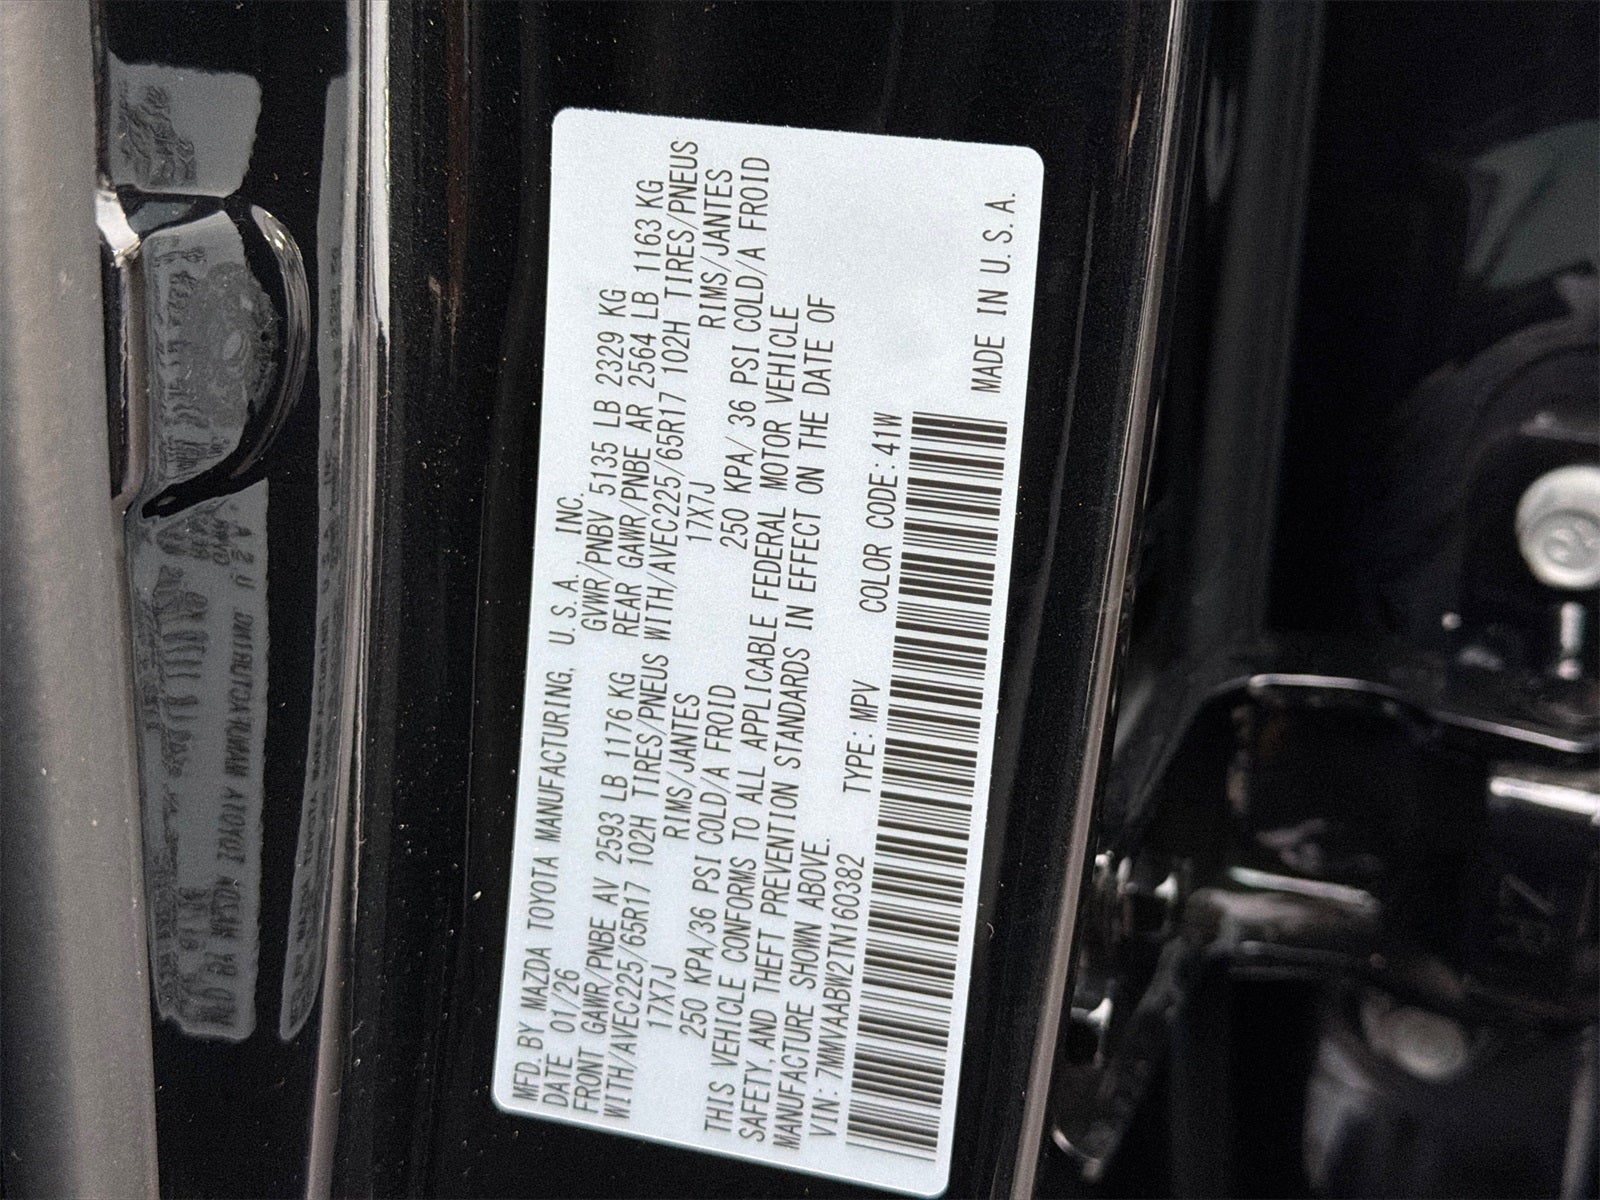 MFD. BY MAZDA TOYOTA MANUFACTURING, U.S.A., INC.
DATE 01/26 GVWR/PNBV 5135 LB 2329 KG
FRONT GAWR/PNBE AV 2593 LB 1176 KG REAR GAWR/PNBE AR 2564 LB 1163 KG
WITH/AVEC225/65R17 102H TIRES/PNEUS WITH/AVEC225/65R17 102H TIRES/PNEUS
17X7J RIMS/JANTES 17X7J RIMS/JANTES
250 KPA/36 PSI COLD/A FROID 250 KPA/ 36 PSI COLD/A FROID
THIS VEHICLE CONFORMS TO ALL APPLICABLE FEDERAL MOTOR VEHICLE
SAFETY, AND THEFT PREVENTION STANDARDS IN EFFECT ON THE DATE OF
MANUFACTURE SHOWN ABOVE.
VIN: 7MMVAABW2TN160382 TYPE: MPV COLOR CODE: 41W
MADE IN U.S.A.